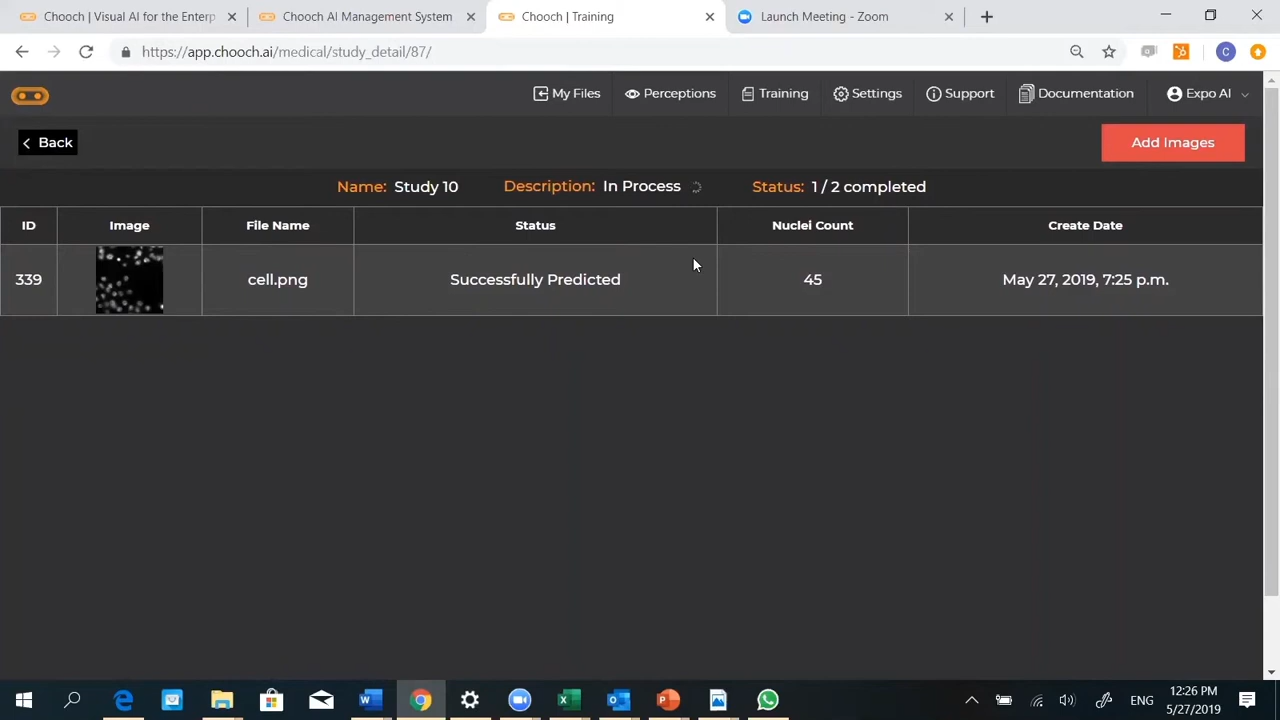 Chooch | Visual AI for the Enterp
Chooch AI Management System
Chooch | Training
Launch Meeting - Zoom
https://app.chooch.ai/medical/study_detail/87/
C
My Files
Perceptions
Training
Settings
Support
Documentation
Expo AI
Back
Add Images
Name: Study 10
Description: In Process
Status: 1 / 2 completed
ID Image File Name Status Nuclei Count Create Date
339 cell.png Successfully Predicted 45 May 27, 2019, 7:25 p.m.
ENG
12:26 PM
5/27/2019